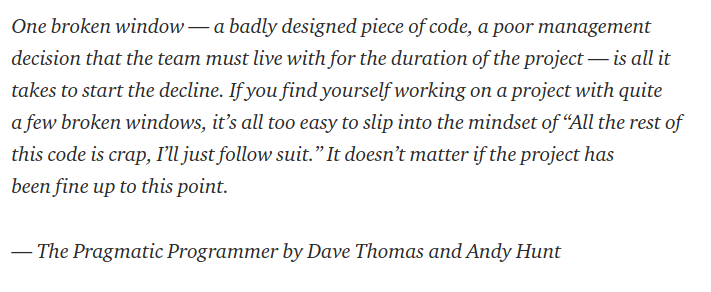 One broken window — a badly designed piece of code, a poor management
decision that the team must live with for the duration of the project — is all it
takes to start the decline. If you find yourself working on a project with quite
a few broken windows, it’s all too easy to slip into the mindset of “All the rest of
this code is crap, I’ll just follow suit.” It doesn’t matter if the project has
been fine up to this point.
— The Pragmatic Programmer by Dave Thomas and Andy Hunt